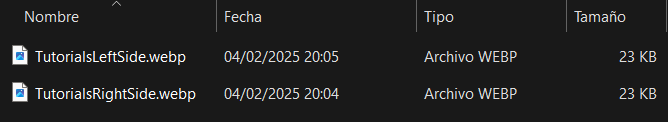 Nombre Fecha Tipo Tamaño
TutorialsLeftSide.webp 04/02/2025 20:05 Archivo WEBP 23 KB
TutorialsRightSide.webp 04/02/2025 20:04 Archivo WEBP 23 KB